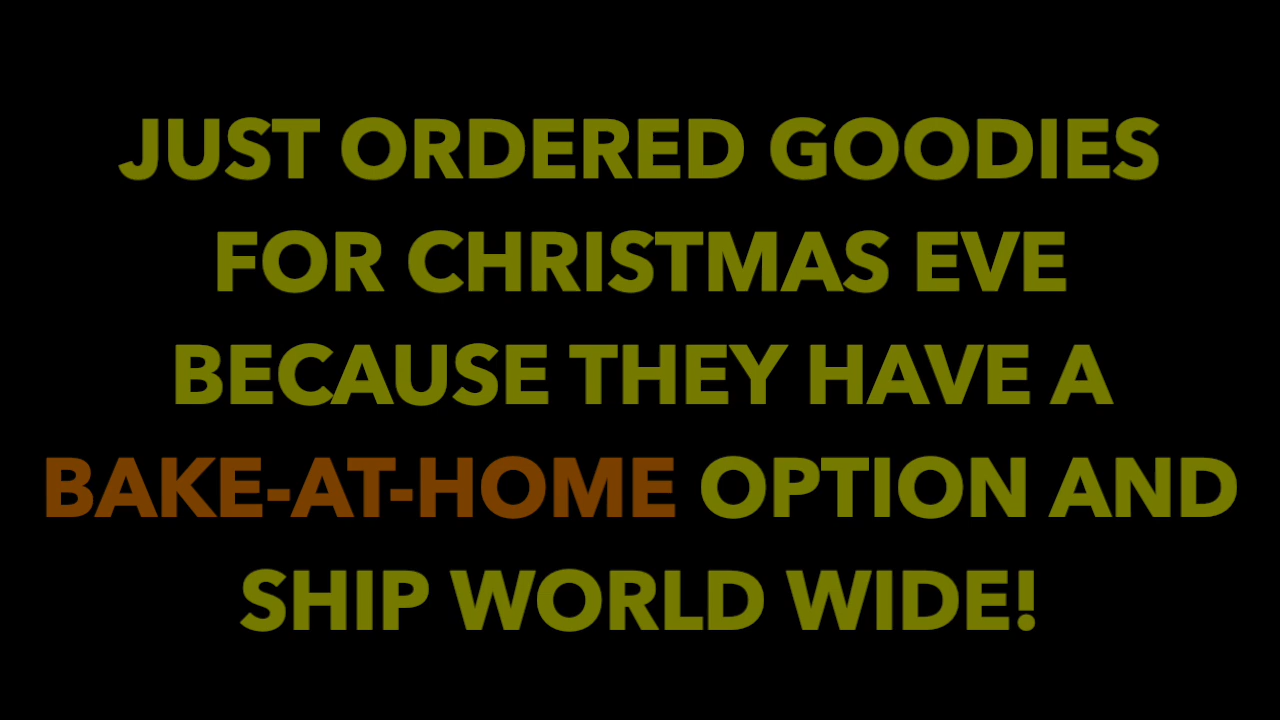 JUST ORDERED GOODIES
FOR CHRISTMAS EVE
BECAUSE THEY HAVE A
BAKE-AT-HOME OPTION AND
SHIP WORLD WIDE!